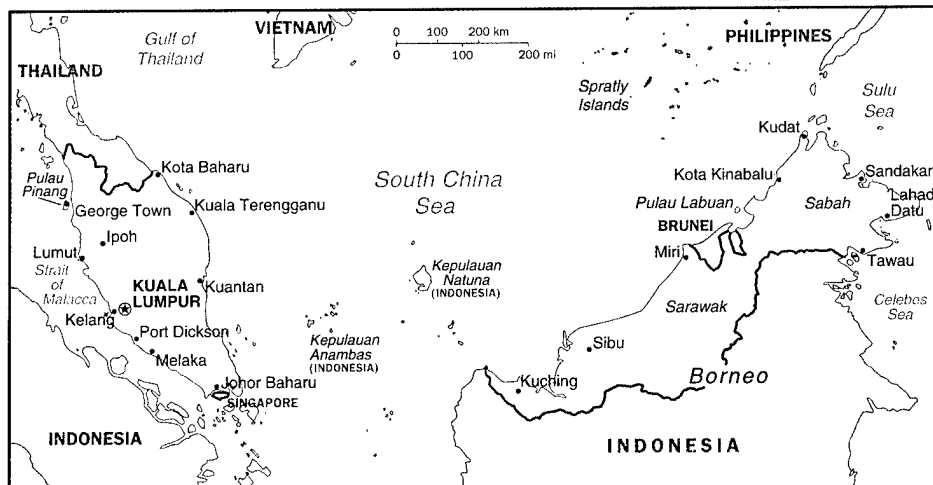 Gulf of
Thailand
VIETNAM
0 100 200 km
0 100 200 mi
PHILIPPINES
THAILAND
Spratly
Islands
Sulu
Sea
Kudat
Kota Baharu
Pulau
Pinang
South China
Sea
Kota Kinabalu
Sandakan
George Town
Kuala Terengganu
Pulau Labuan
Sabah
Lahad
Datu
BRUNEI
Ipoh
Lumut
Miri
Tawau
Strait
of
Malacca
KUALA
LUMPUR
Kuantan
Kepulauan
Natuna
(INDONESIA)
Celebes
Sea
Kelang
Sarawak
Port Dickson
Kepulauan
Anambas
(INDONESIA)
Melaka
Sibu
Johor Baharu
SINGAPORE
Kuching
Borneo
INDONESIA
INDONESIA